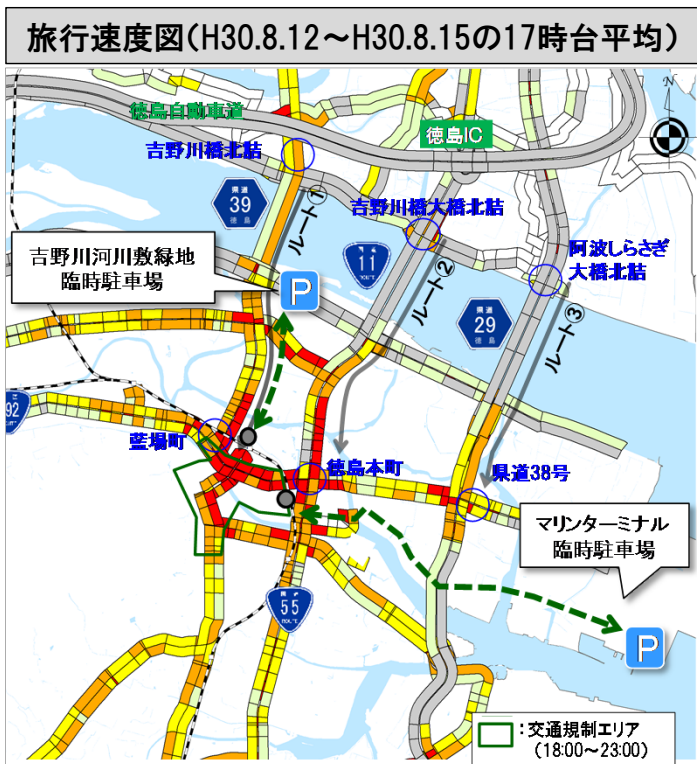 旅行速度図(H30.8.12～H30.8.15の17時台平均)
徳島自動車道
徳島IC
N
吉野川橋北詰
県道
39
徳島
ルート①
吉野川橋大橋北詰
11
ROUTE
ルート②
阿波しらさぎ
大橋北詰
県道
29
徳島
ルート③
吉野川河川敷緑地
臨時駐車場
P
92
藍場町
徳島本町
県道38号
マリンターミナル
臨時駐車場
55
ROUTE
P
:交通規制エリア
(18:00～23:00)